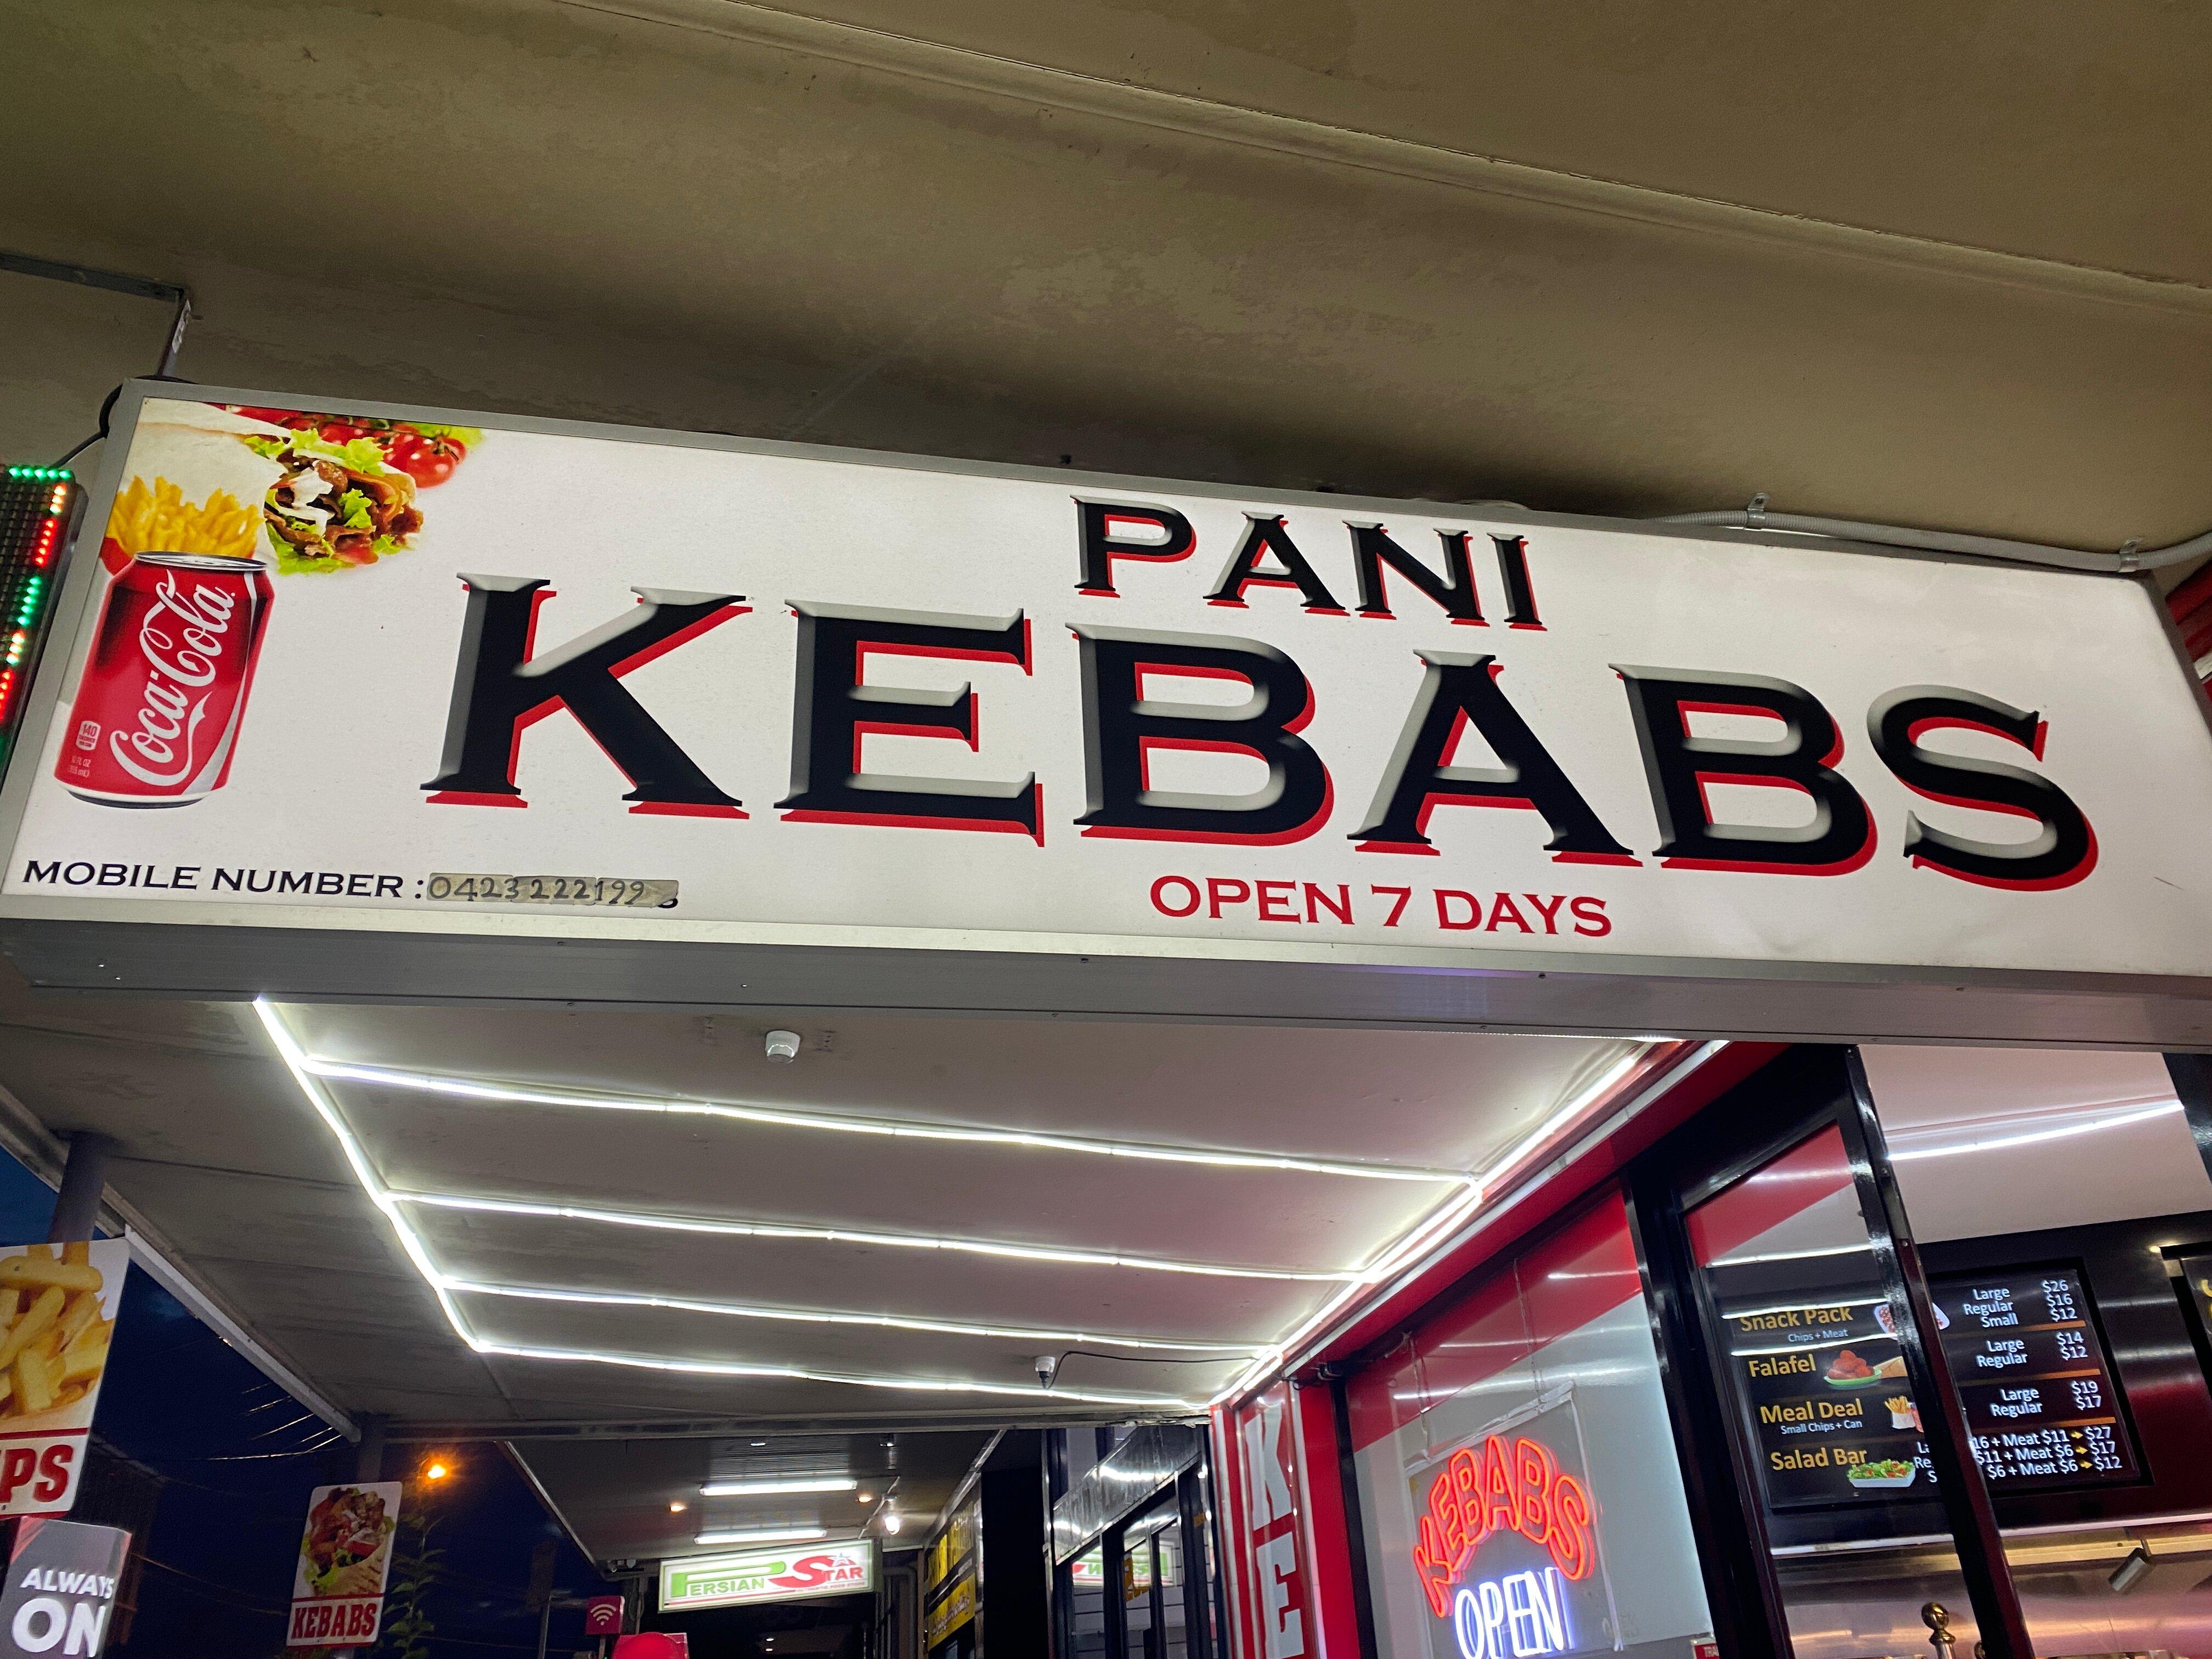 PANI
KEBABS
Coca-Cola
MOBILE NUMBER : 0423 222199
OPEN 7 DAYS
PS
ALWAYS
ON
KEBABS
PERSIAN STAR
KE
KEBABS
OPEN
Snack Pack
Chips + Meat
Large $26
Regular $16
Small $12
Falafel
Large $14
Regular $12
Meal Deal
Small Chips + Can
Large $19
Regular $17
Salad Bar
16 + Meat $11 → $27
$11 + Meat $6 → $17
$6 + Meat $6 → $12